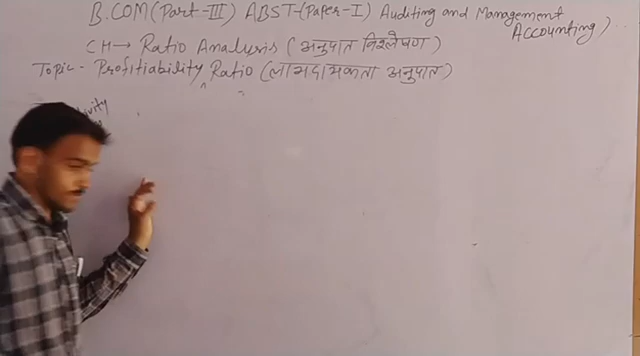 B.COM (Part-III) ABST-(Paper-I) Auditing and Management Accounting)...
CH→ Ratio Analysis (अनुपात विश्लेषण)
Topic- Profitiability Ratio (लाभदायकता अनुपात)